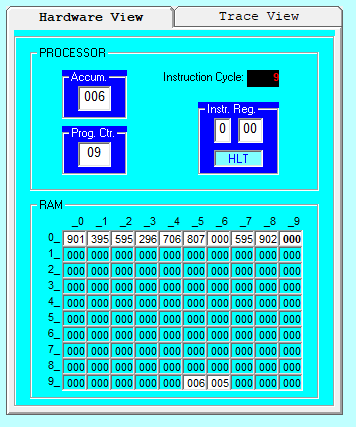 Hardware View Trace View
PROCESSOR
Accum. Instruction Cycle: 9
006
Instr. Reg.
Prog. Ctr. 0 00
09
HLT
RAM
_0 _1 _2 _3 _4 _5 _6 _7 _8 _9
0_ 901 395 595 296 706 807 000 595 902 000
1_ 000 000 000 000 000 000 000 000 000 000
2_ 000 000 000 000 000 000 000 000 000 000
3_ 000 000 000 000 000 000 000 000 000 000
4_ 000 000 000 000 000 000 000 000 000 000
5_ 000 000 000 000 000 000 000 000 000 000
6_ 000 000 000 000 000 000 000 000 000 000
7_ 000 000 000 000 000 000 000 000 000 000
8_ 000 000 000 000 000 000 000 000 000 000
9_ 000 000 000 000 000 006 005 000 000 000